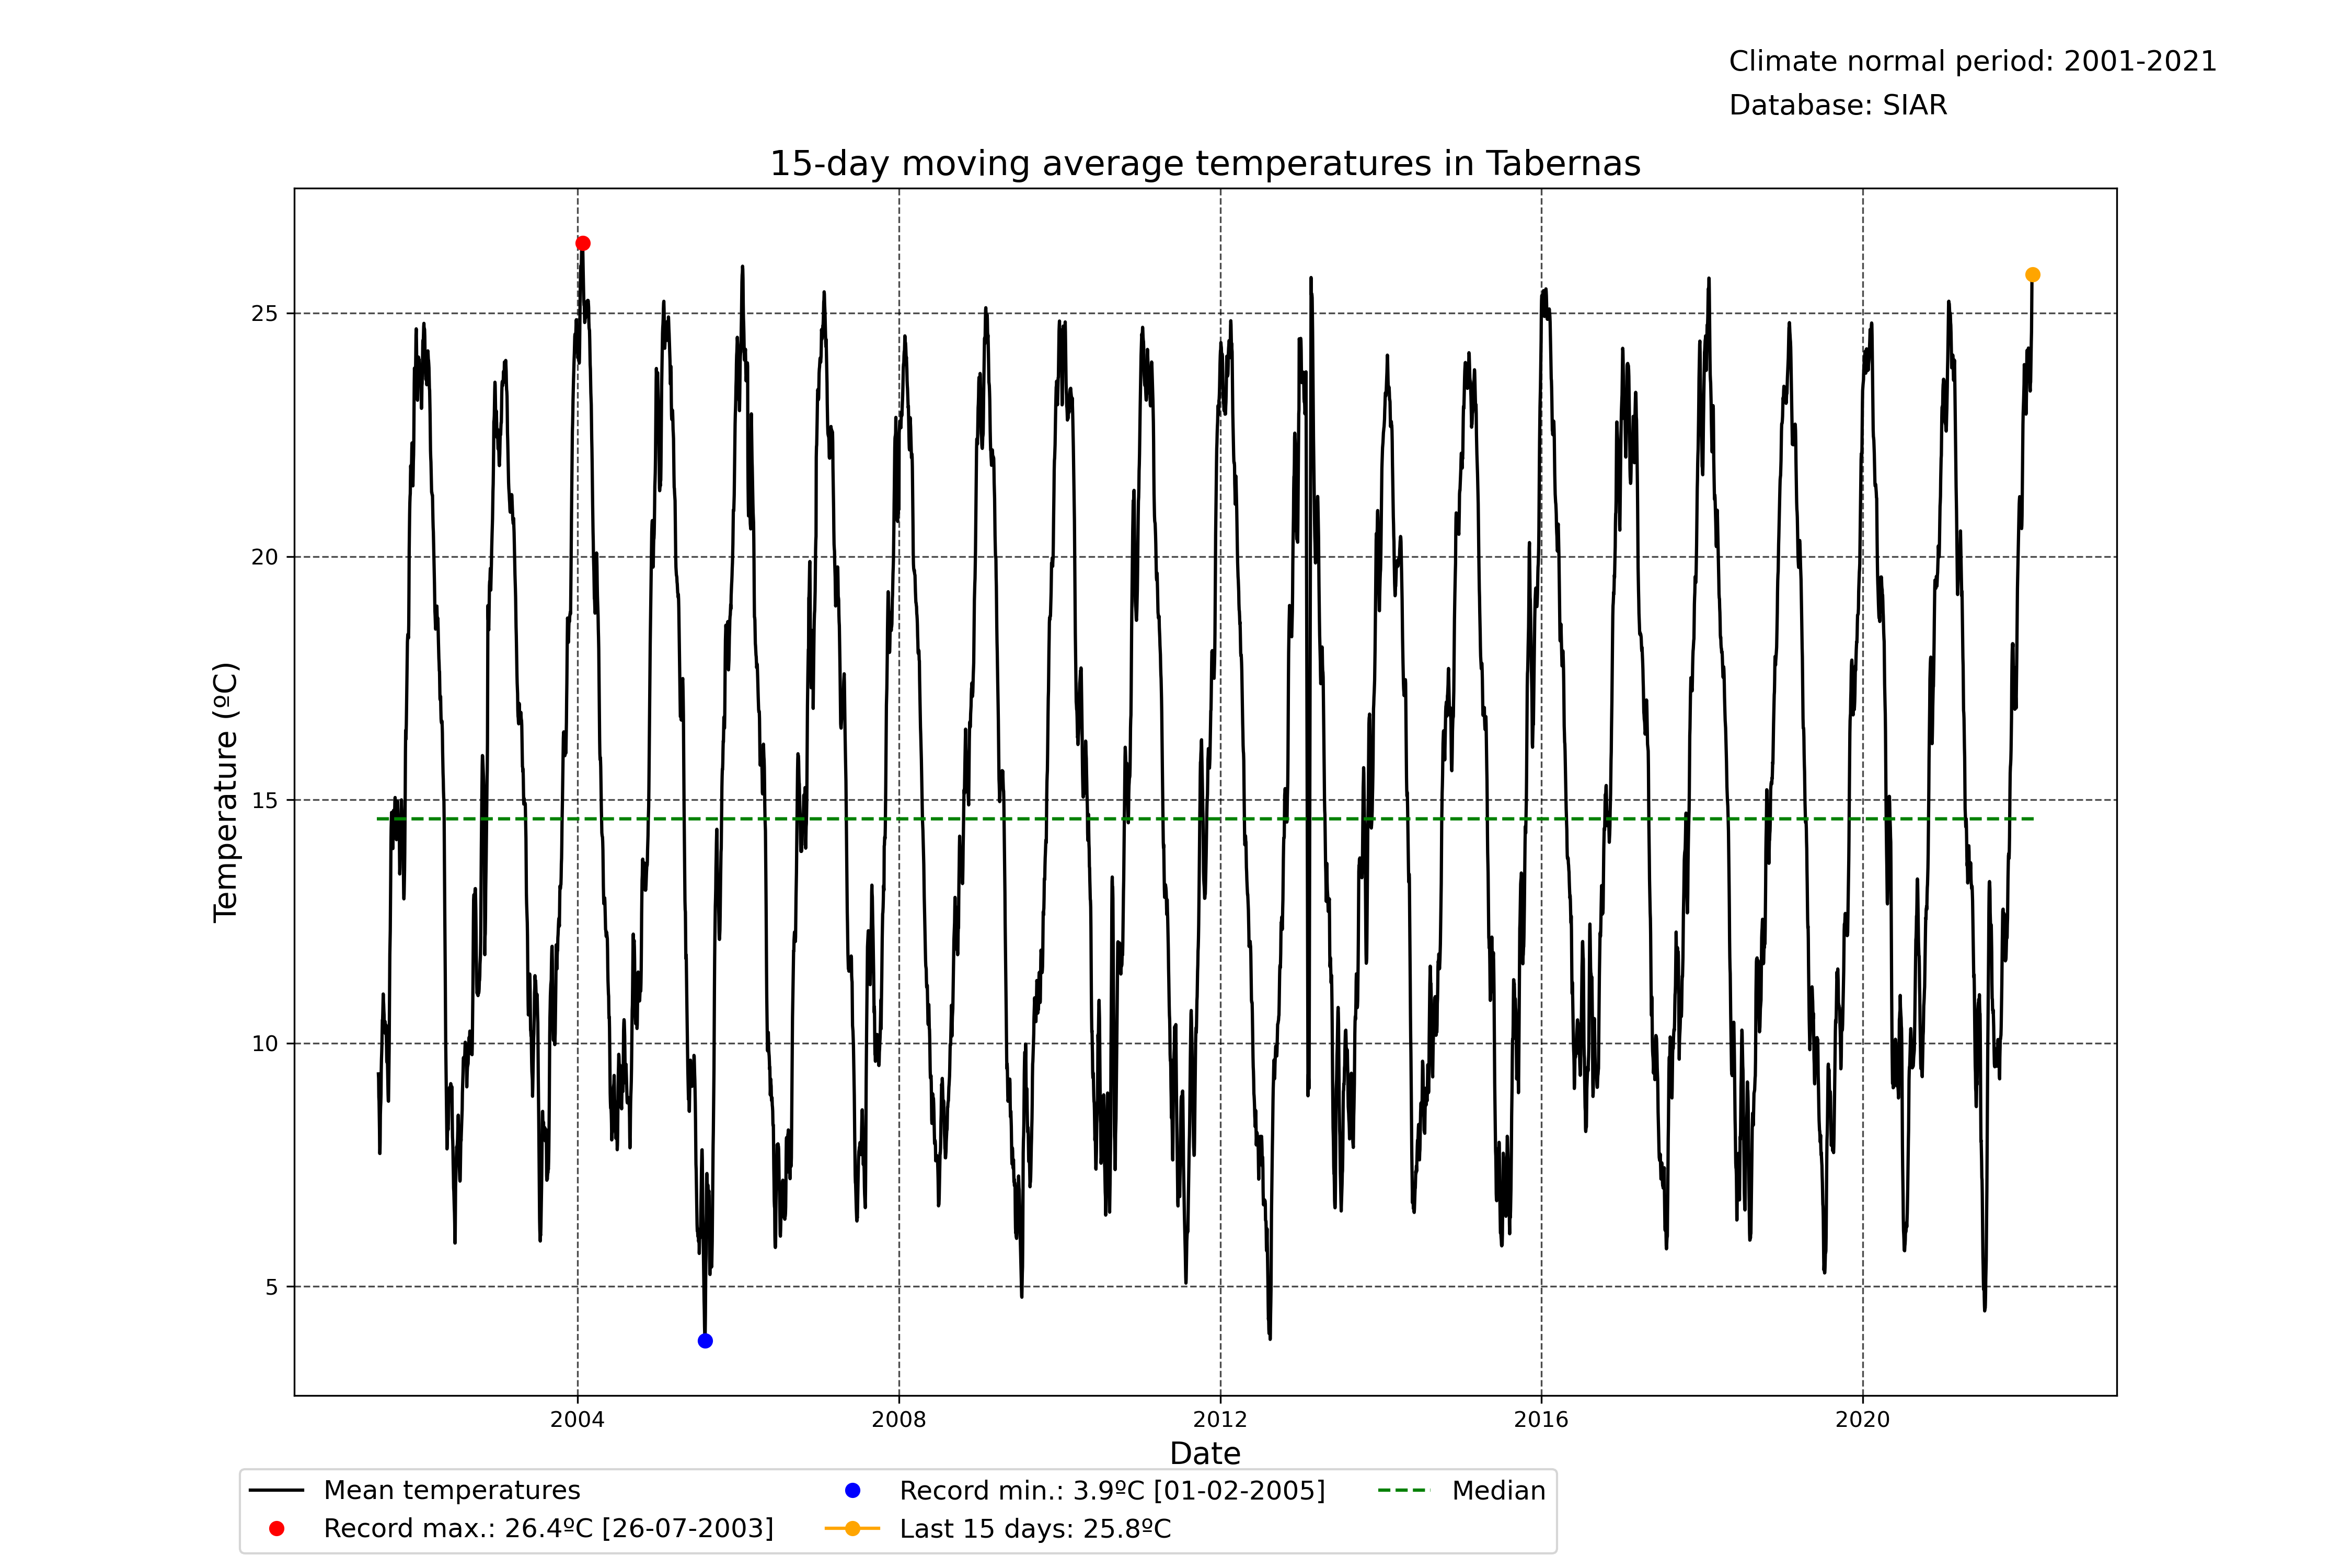 Climate normal period: 2001-2021
Database: SIAR
15-day moving average temperatures in Tabernas
Temperature (ºC)
25
20
15
10
5
2004
2008
2012
2016
2020
Date
Mean temperatures
Record max.: 26.4ºC [26-07-2003]
Record min.: 3.9ºC [01-02-2005]
Last 15 days: 25.8ºC
Median